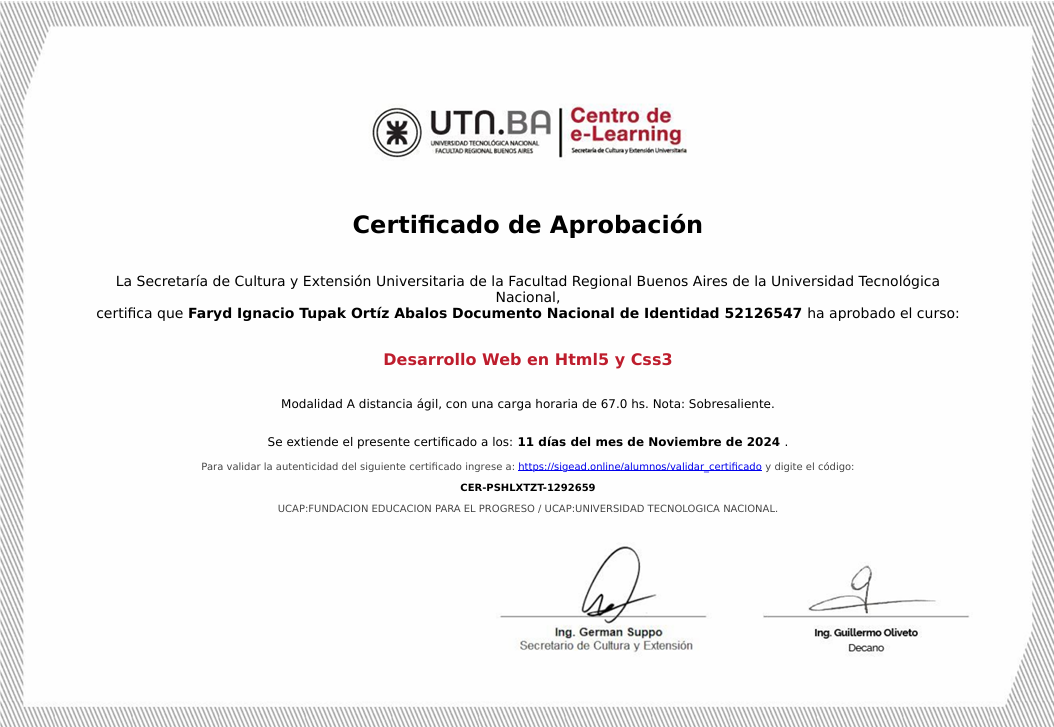 UTN.BA
UNIVERSIDAD TECNOLÓGICA NACIONAL
FACULTAD REGIONAL BUENOS AIRES
Centro de
e-Learning
Secretaría de Cultura y Extensión Universitaria
Certificado de Aprobación
La Secretaría de Cultura y Extensión Universitaria de la Facultad Regional Buenos Aires de la Universidad Tecnológica
Nacional,
certifica que Faryd Ignacio Tupak Ortíz Abalos Documento Nacional de Identidad 52126547 ha aprobado el curso:
Desarrollo Web en Html5 y Css3
Modalidad A distancia ágil, con una carga horaria de 67.0 hs. Nota: Sobresaliente.
Se extiende el presente certificado a los: 11 días del mes de Noviembre de 2024 .
Para validar la autenticidad del siguiente certificado ingrese a: https://sigead.online/alumnos/validar_certificado y digite el código:
CER-PSHLXTZT-1292659
UCAP:FUNDACION EDUCACION PARA EL PROGRESO / UCAP:UNIVERSIDAD TECNOLOGICA NACIONAL.
Ing. German Suppo
Secretario de Cultura y Extensión
Ing. Guillermo Oliveto
Decano